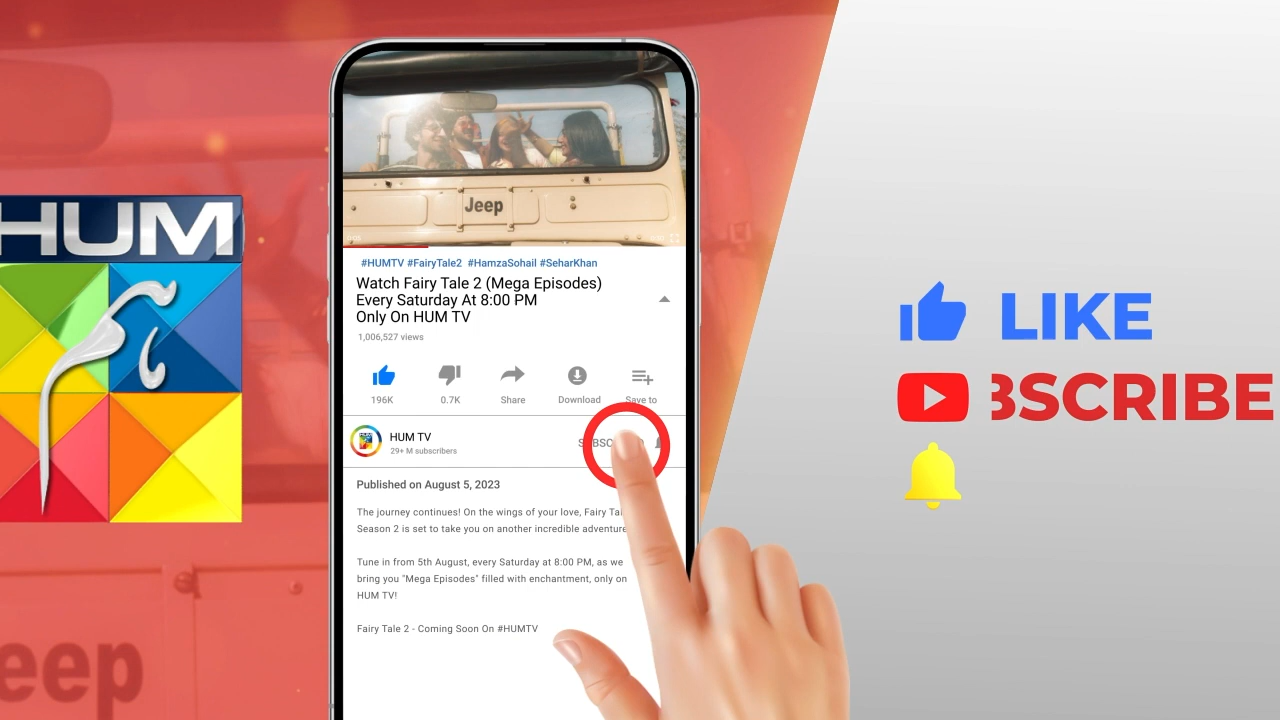 HUM
Jeep
#HUMTV #FairyTale2 #HamzaSohail #SeharKhan
Watch Fairy Tale 2 (Mega Episodes)
Every Saturday At 8:00 PM
Only On HUM TV
1,006,527 views
196K
0.7K
Share
Download
Save to
HUM TV
29+ M subscribers
Published on August 5, 2023
The journey continues! On the wings of your love, Fairy
Season 2 is set to take you on another incredible adventure
Tune in from 5th August, every Saturday at 8:00 PM, as we
bring you "Mega Episodes" filled with enchantment, only on
HUM TV!
Fairy Tale 2 - Coming Soon On #HUMTV
eep
LIKE
BSCRIBE